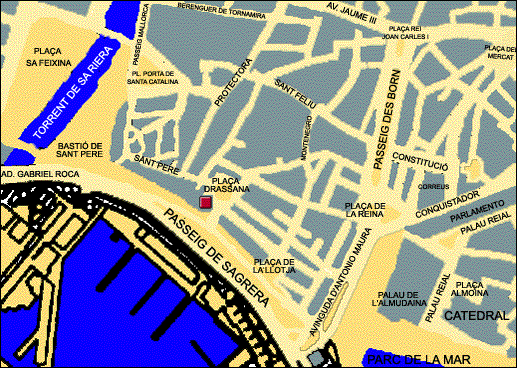 BERENGUER DE TORNAMIRA
AV. JAUME III
PASSEIG MALLORCA
PLAÇA REI
JOAN CARLES I
PLAÇA
SA FEIXINA
PLAÇA DEL
MERCAT
TORRENT DE SA RIERA
PL. PORTA DE
SANTA CATALINA
PROTECTORA
SANT FELIU
PASSEIG DES BORN
BASTIÓ DE
SANT PERE
MONTENEGRO
SANT PERE
CONSTITUCIÓ
AD. GABRIEL ROCA
PLAÇA
DRASSANA
CORREUS
CONQUISTADOR
PLAÇA DE
LA REINA
PARLAMENTO
PALAU REIAL
PASSEIG DE SAGRERA
AVINGUDA D'ANTONIO MAURA
PLAÇA DE
LA'LLOTJA
PALAU REIAL
PLAÇA
ALMOINA
PALAU DE
L'ALMUDAINA
CATEDRAL
PARC DE LA MAR